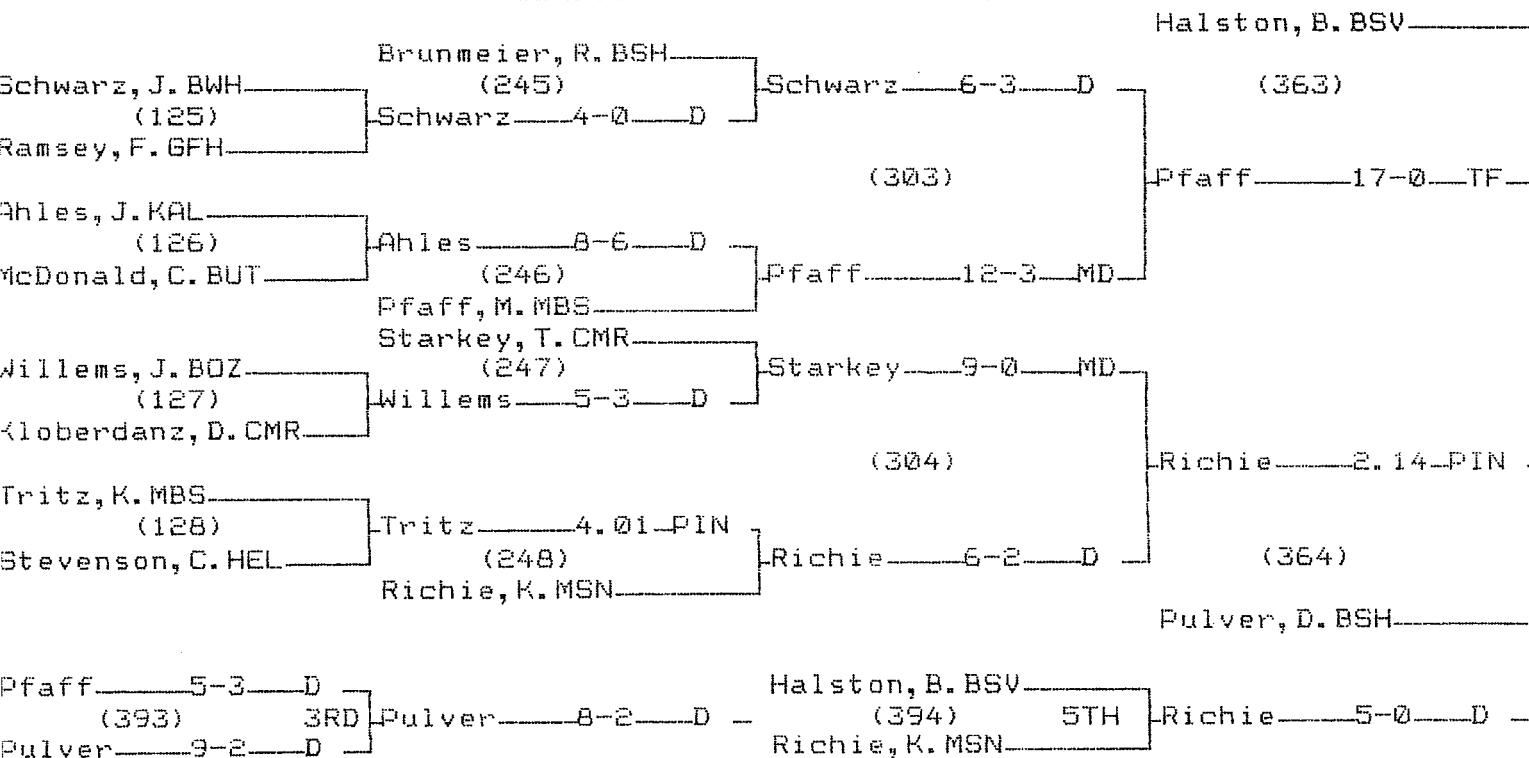 Halston, B. BSV
Brunmeier, R. BSH
Schwarz, J. BWH (245) Schwarz 6-3 D (363)
(125) Schwarz 4-0 D
Ramsey, F. GFH
(303) Pfaff 17-0 TF
Ahles, J. KAL
(126) Ahles 8-6 D
McDonald, C. BUT (246) Pfaff 12-3 MD
Pfaff, M. MBS
Starkey, T. CMR
Willems, J. BOZ (247) Starkey 9-0 MD
(127) Willems 5-3 D
Kloberdanz, D. CMR
(304) Richie 2.14 PIN
Tritz, K. MBS
(128) Tritz 4.01 PIN
Stevenson, C. HEL (248) Richie 6-2 D (364)
Richie, K. MSN
Pulver, D. BSH
Pfaff 5-3 D Halston, B. BSV
(393) 3RD Pulver 8-2 D (394) 5TH Richie 5-0 D
Pulver 9-2 D Richie, K. MSN